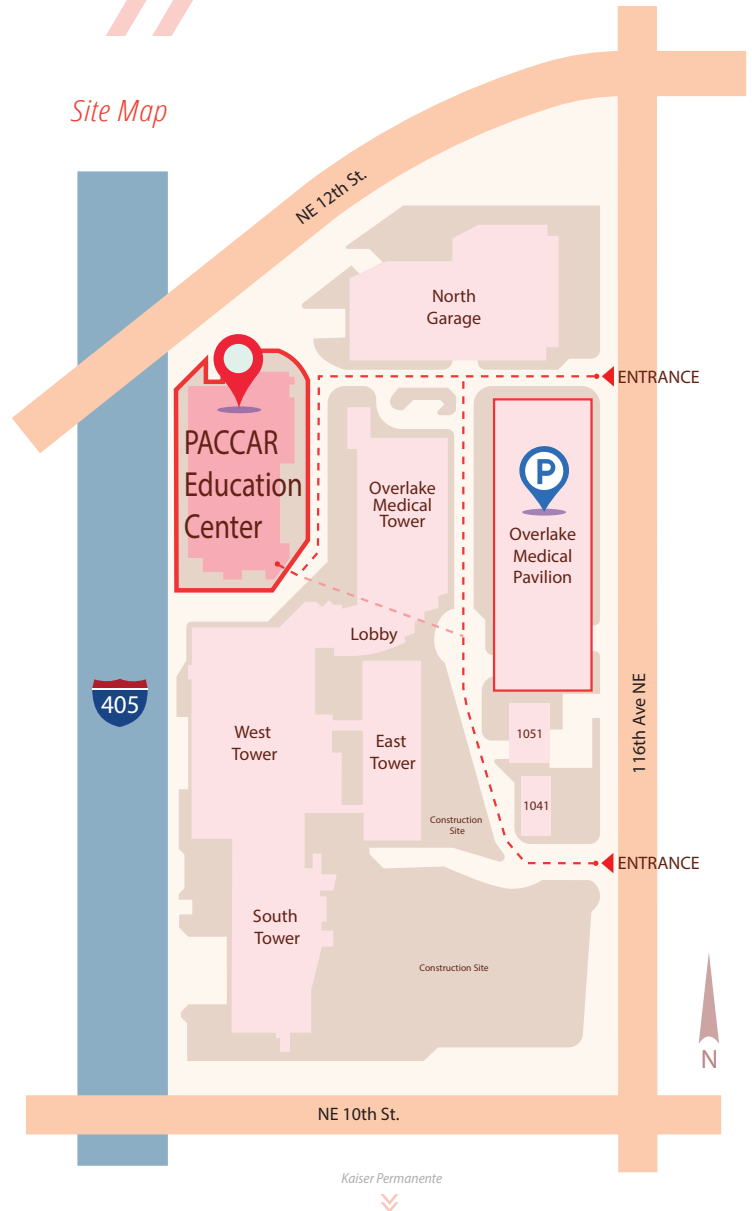 Site Map
NE 12th St.
North
Garage
ENTRANCE
PACCAR
Education
Center
Overlake
Medical
Tower
P
Overlake
Medical
Pavilion
Lobby
405
West
Tower
East
Tower
1051
116th Ave NE
1041
Construction
Site
ENTRANCE
South
Tower
Construction Site
N
NE 10th St.
Kaiser Permanente